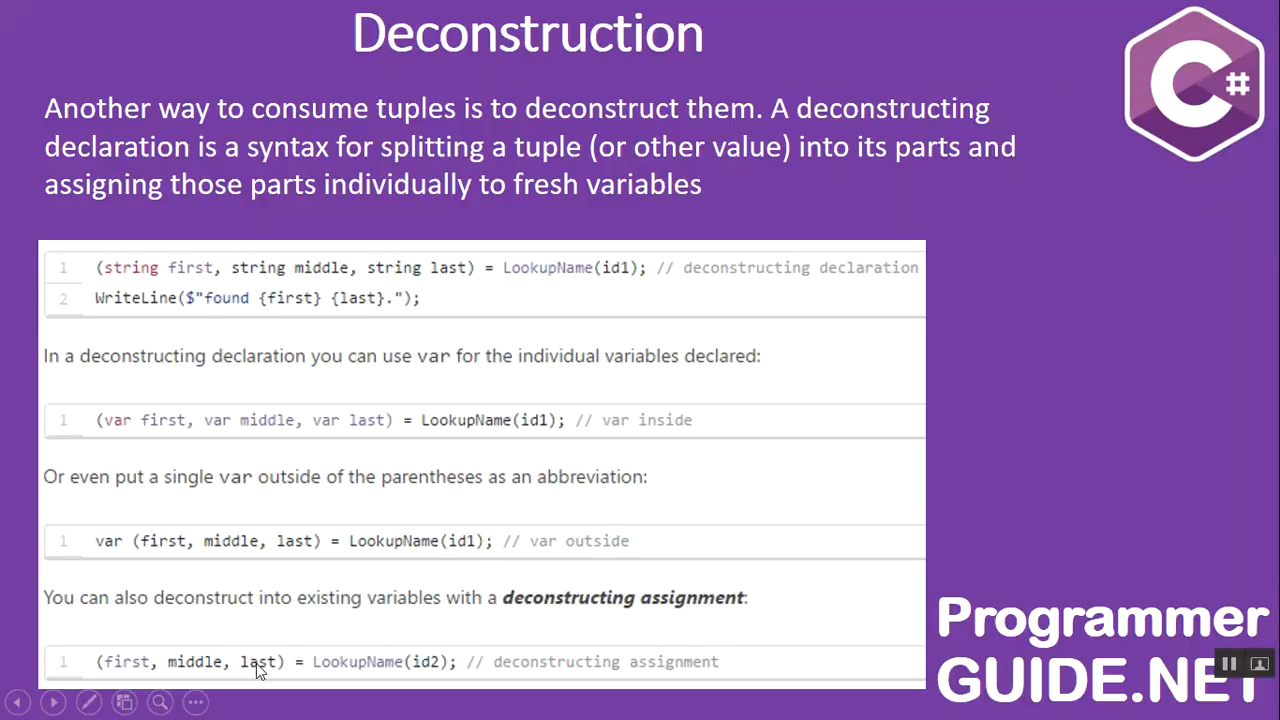 Deconstruction
C#
Another way to consume tuples is to deconstruct them. A deconstructing
declaration is a syntax for splitting a tuple (or other value) into its parts and
assigning those parts individually to fresh variables
1 (string first, string middle, string last) = LookupName(id1); // deconstructing declaration
2 WriteLine($"found {first} {last}.");
In a deconstructing declaration you can use var for the individual variables declared:
1 (var first, var middle, var last) = LookupName(id1); // var inside
Or even put a single var outside of the parentheses as an abbreviation:
1 var (first, middle, last) = LookupName(id1); // var outside
You can also deconstruct into existing variables with a deconstructing assignment:
1 (first, middle, last) = LookupName(id2); // deconstructing assignment
Programmer
GUIDE.NET